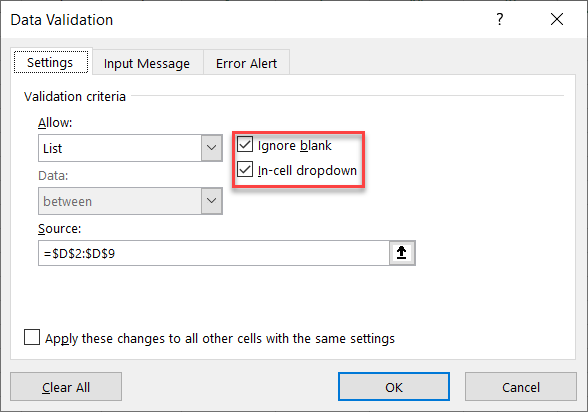 Data Validation ?
Settings Input Message Error Alert
Validation criteria
Allow:
List
Ignore blank
In-cell dropdown
Data:
between
Source:
=$D$2:$D$9
Apply these changes to all other cells with the same settings
Clear All OK Cancel